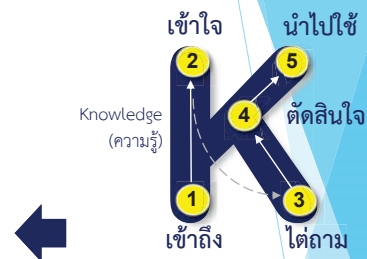 เข้าใจ
นำไปใช้
2
5
Knowledge
(ความรู้)
4
ตัดสินใจ
1
3
เข้าถึง
ไต่ถาม